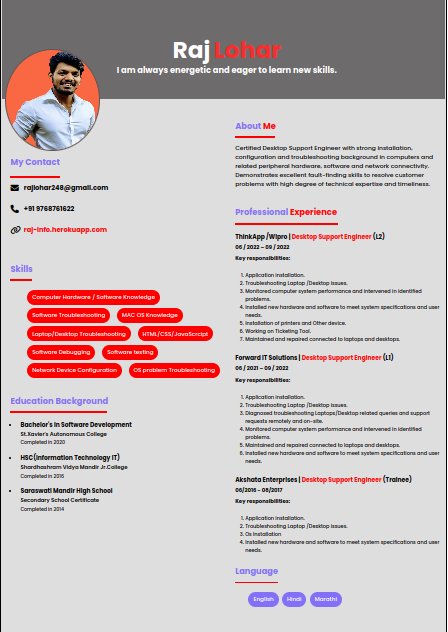 Raj Lohar
I am always energetic and eager to learn new skills.
My Contact
rajlohar248@gmail.com
+91 9768761622
raj-info.herokuapp.com
Skills
Computer Hardware / Software Knowledge
Software Troubleshooting
MAC OS Knowledge
Laptop/Desktop Troubleshooting
HTML/CSS/JavaScrcipt
Software Debugging
Software testing
Network Device Configuration
OS problem Troubleshooting
Education Background
• Bachelor's in Software Development
St.Xavier's Autonomous College
Completed in 2020
• HSC(Information Technology IT)
Shardhashram Vidya Mandir Jr.College
Completed in 2016
• Saraswati Mandir High School
Secondary School Certificate
Completed in 2014
About Me
Certified Desktop Support Engineer with strong installation,
configuration and troubleshooting background in computers and
related peripheral hardware, software and network connectivity.
Demonstrates excellent fault-finding skills to resolve customer
problems with high degree of technical expertise and timeliness.
Professional Experience
ThinkApp /Wipro | Desktop Support Engineer (L2)
06 / 2022 – 09 / 2022
Key responsibilities:
1. Application installation.
2. Troubleshooting Laptop /Desktop issues.
3. Monitored computer system performance and intervened in identified
problems.
4. Installed new hardware and software to meet system specifications and user
needs.
5. Installation of printers and Other device.
6. Working on Ticketing Tool.
7. Maintained and repaired connected to laptops and desktops.
Forward IT Solutions | Desktop Support Engineer (L1)
06 / 2021 – 09 / 2022
Key responsibilities:
1. Application installation.
2. Troubleshooting Laptop /Desktop issues.
3. Diagnosed troubleshooting Laptops/Desktop related queries and support
requests remotely and on-site.
4. Monitored computer system performance and intervened in identified
problems.
5. Maintained and repaired connected to laptops and desktops.
6. Installed new hardware and software to meet system specifications and user
needs.
Akshata Enterprises | Desktop Support Engineer (Trainee)
06/2016 – 08/2017
Key responsibilities:
1. Application installation.
2. Troubleshooting Laptop /Desktop issues.
3. Os Installation
4. Installed new hardware and software to meet system specifications and user
needs.
Language
English
Hindi
Marathi